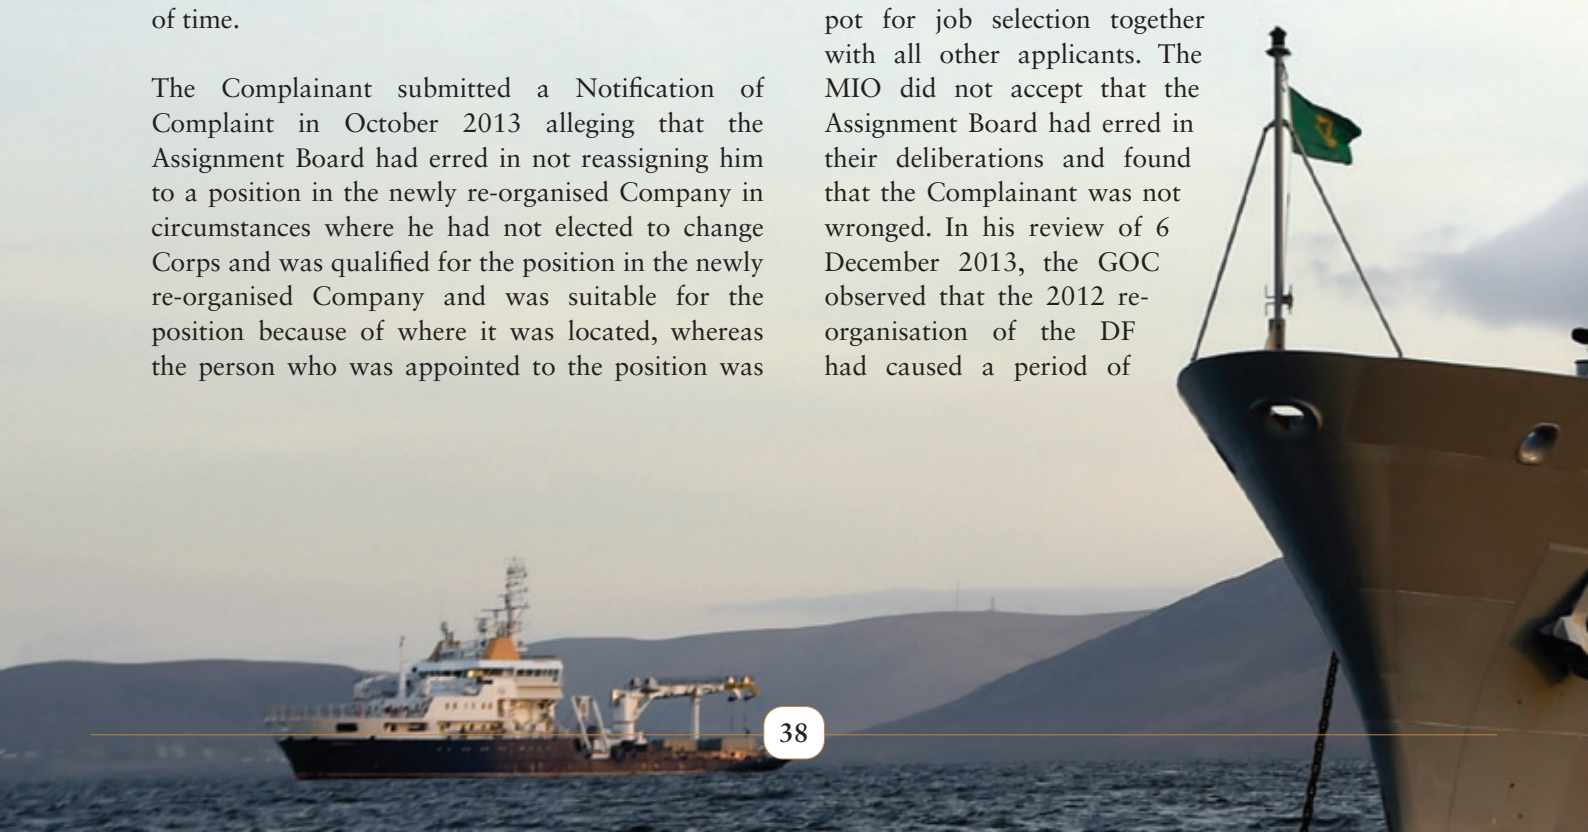 of time.
The Complainant submitted a Notification of
Complaint in October 2013 alleging that the
Assignment Board had erred in not reassigning him
to a position in the newly re-organised Company in
circumstances where he had not elected to change
Corps and was qualified for the position in the newly
re-organised Company and was suitable for the
position because of where it was located, whereas
the person who was appointed to the position was
pot for job selection together
with all other applicants. The
MIO did not accept that the
Assignment Board had erred in
their deliberations and found
that the Complainant was not
wronged. In his review of 6
December 2013, the GOC
observed that the 2012 re-
organisation of the DF
had caused a period of
38